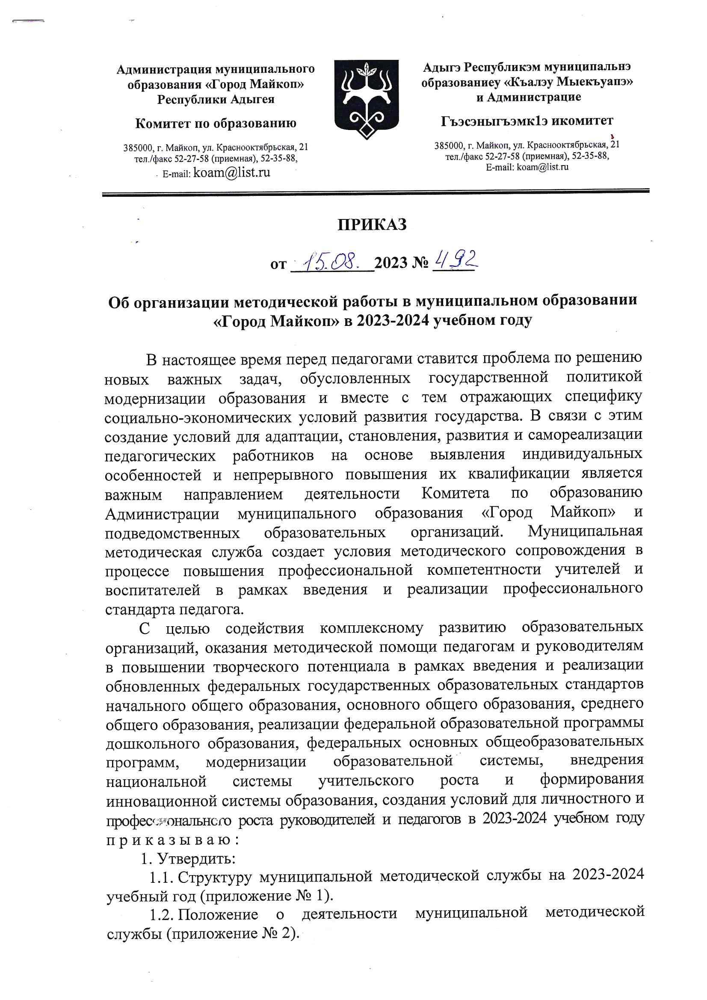 Администрация муниципального
образования «Город Майкоп»
Республики Адыгея
Комитет по образованию
385000, г. Майкоп, ул. Краснооктябрьская, 21
тел./факс 52-27-58 (приемная), 52-35-88,
E-mail: koam@list.ru
Адыгэ Республикэм муниципальнэ
образованиеу «Къалэу Мыекъуапэ»
и Администрацие
Гъэсэныгъэмк1э икомитет
385000, г. Майкоп, ул. Краснооктябрьская, 21
тел./факс 52-27-58 (приемная), 52-35-88,
E-mail: koam@list.ru
ПРИКАЗ
от 15.08. 2023 № 492
Об организации методической работы в муниципальном образовании
«Город Майкоп» в 2023-2024 учебном году
В настоящее время перед педагогами ставится проблема по решению
новых важных задач, обусловленных государственной политикой
модернизации образования и вместе с тем отражающих специфику
социально-экономических условий развития государства. В связи с этим
создание условий для адаптации, становления, развития и самореализации
педагогических работников на основе выявления индивидуальных
особенностей и непрерывного повышения их квалификации является
важным направлением деятельности Комитета по образованию
Администрации муниципального образования «Город Майкоп» и
подведомственных образовательных организаций. Муниципальная
методическая служба создает условия методического сопровождения в
процессе повышения профессиональной компетентности учителей и
воспитателей в рамках введения и реализации профессионального
стандарта педагога.
С целью содействия комплексному развитию образовательных
организаций, оказания методической помощи педагогам и руководителям
в повышении творческого потенциала в рамках введения и реализации
обновленных федеральных государственных образовательных стандартов
начального общего образования, основного общего образования, среднего
общего образования, реализации федеральной образовательной программы
дошкольного образования, федеральных основных общеобразовательных
программ, модернизации образовательной системы, внедрения
национальной системы учительского роста и формирования
инновационной системы образования, создания условий для личностного и
профессионального роста руководителей и педагогов в 2023-2024 учебном году
п р и к а з ы в а ю :
1. Утвердить:
1.1. Структуру муниципальной методической службы на 2023-2024
учебный год (приложение № 1).
1.2. Положение о деятельности муниципальной методической
службы (приложение № 2).